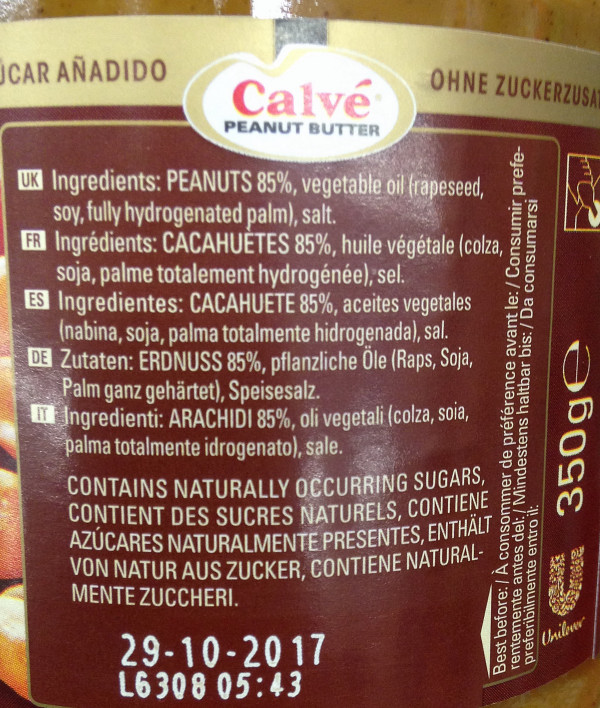 AÑADIDO
OHNE
Calvé
PEANUT BUTTER
UK Ingredients: PEANUTS 85%, vegetable oil (rapeseed,
soy, fully hydrogenated palm), salt.
FR Ingrédients: CACAHUÈTES 85%, huile végétale (colza,
soja, palme totalement hydrogénée), sel.
ES Ingredientes: CACAHUETE 85%, aceites vegetales
(nabina, soja, palma totalmente hidrogenada), sal.
DE Zutaten: ERDNUSS 85%, pflanzliche Öle (Raps, Soja,
Palm ganz gehärtet), Speisesalz.
IT Ingredienti: ARACHIDI 85%, oli vegetali (colza, soia,
palma totalmente idrogenato), sale.
CONTAINS NATURALLY OCCURRING SUGARS,
CONTIENT DES SUCRES NATURELS, CONTIENE
AZÚCARES NATURALMENTE PRESENTES, ENTHÄLT
VON NATUR AUS ZUCKER, CONTIENE NATURAL-
MENTE ZUCCHERI.
29-10-2017
L6308 05:43
Best before: / À consommer de préférence avant le: / Consumir prefe-
rentemente antes del: / Mindestens haltbar bis: / Da consumarsi
preferibilmente entro il:
350g e
Unilever